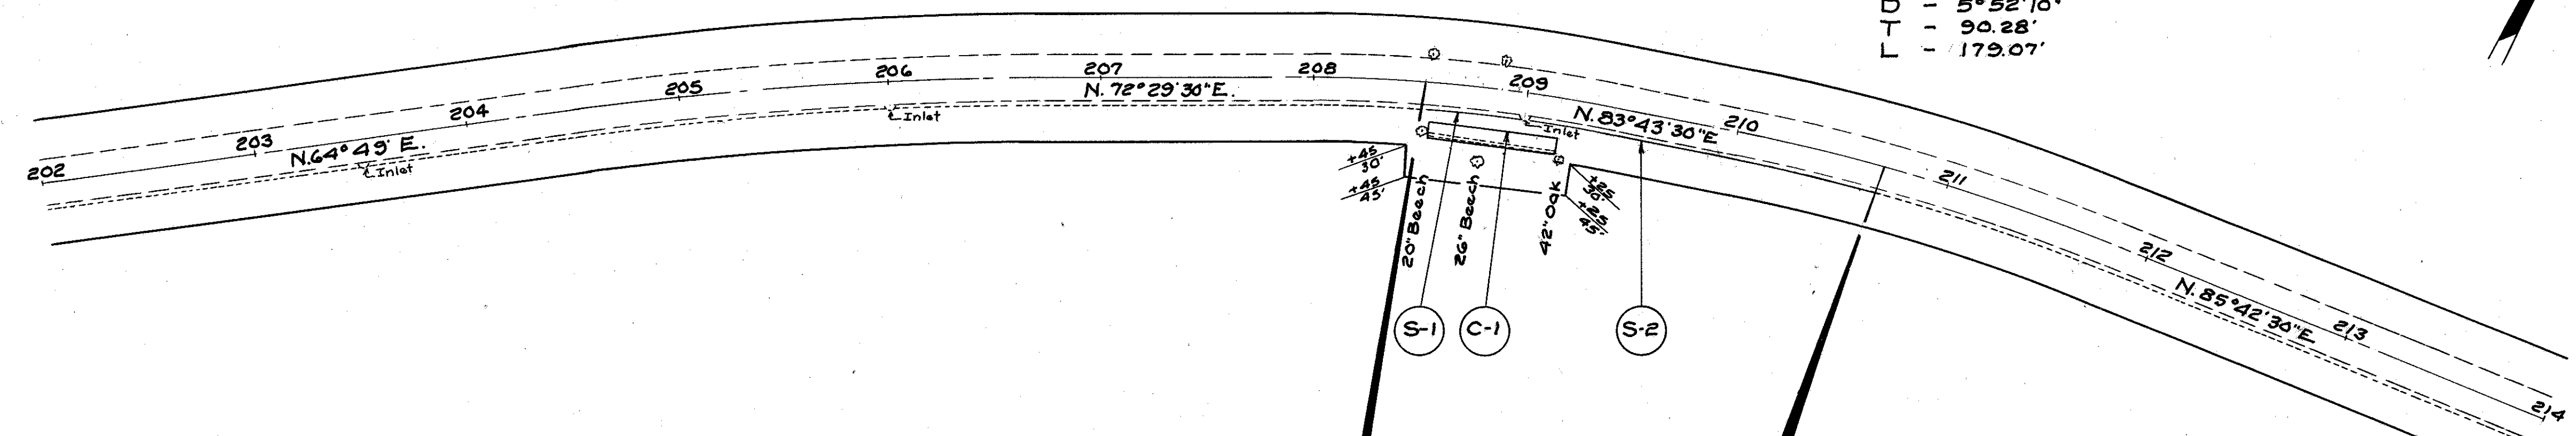 D - 5°52'10"
T - 90.28'
L - 179.07'
202
203
204
205
206
207
208
209
210
211
212
213
214
N.64°49' E.
N. 72°29'30"E.
N. 83°43'30"E
N. 85°42'30"E
℄ Inlet
℄ Inlet
℄ Inlet
+45
30'
+45
45'
+25
30'
+25
45'
20" Beech
26" Beech
42" Oak
S-1
C-1
S-2